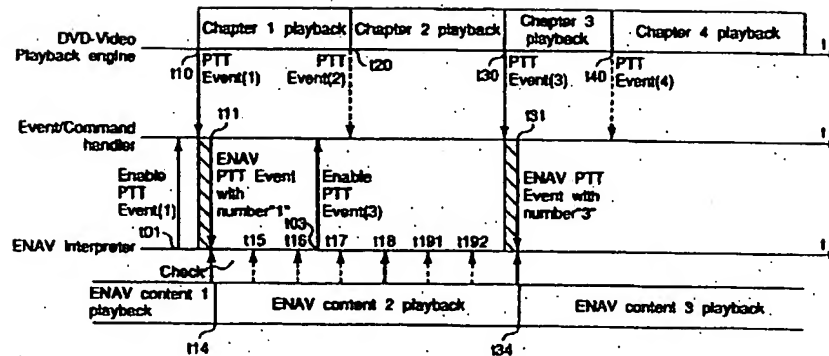 Chapter 1 playback
Chapter 2 playback
Chapter 3
playback
Chapter 4 playback
DVD-Video
Playback engine
t
t10
PTT
Event(1)
PTT
Event(2)
t20
t30
PTT
Event(3)
t40
PTT
Event(4)
t11
t31
Event/Command
handler
t
Enable
PTT
Event(1)
t01
ENAV
PTT Event
with
number"1"
t03
Enable
PTT
Event(3)
ENAV PTT
Event with
number"3"
t15
t16
t17
t18
t191
t192
ENAV Interpreter
t
Check
ENAV content 1
playback
ENAV content 2 playback
ENAV content 3 playback
t14
t34